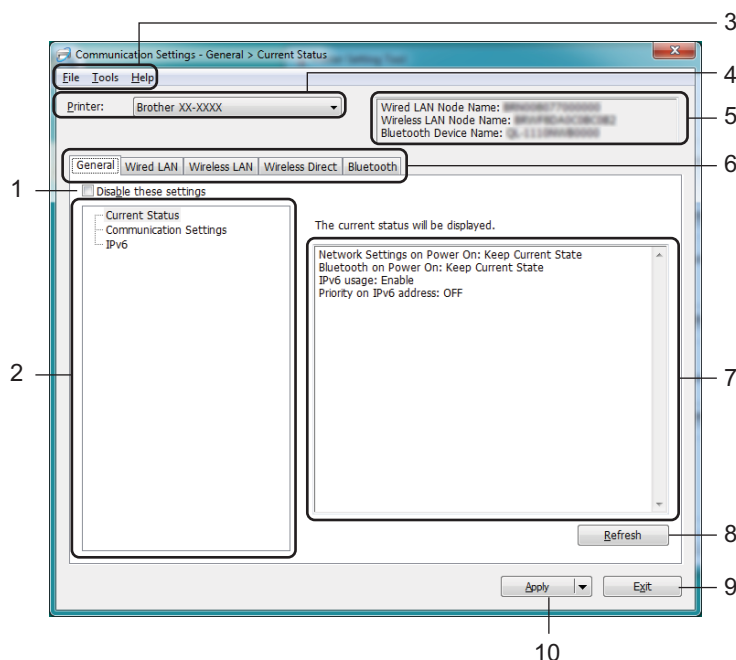 3
Communication Settings - General > Current Status
File Tools Help
4
Printer: Brother XX-XXXX
Wired LAN Node Name:
Wireless LAN Node Name:
Bluetooth Device Name:
5
General Wired LAN Wireless LAN Wireless Direct Bluetooth
6
1
Disable these settings
Current Status
Communication Settings
IPv6
The current status will be displayed.
Network Settings on Power On: Keep Current State
Bluetooth on Power On: Keep Current State
IPv6 usage: Enable
Priority on IPv6 address: OFF
2
7
Refresh
8
Apply
Exit
9
10